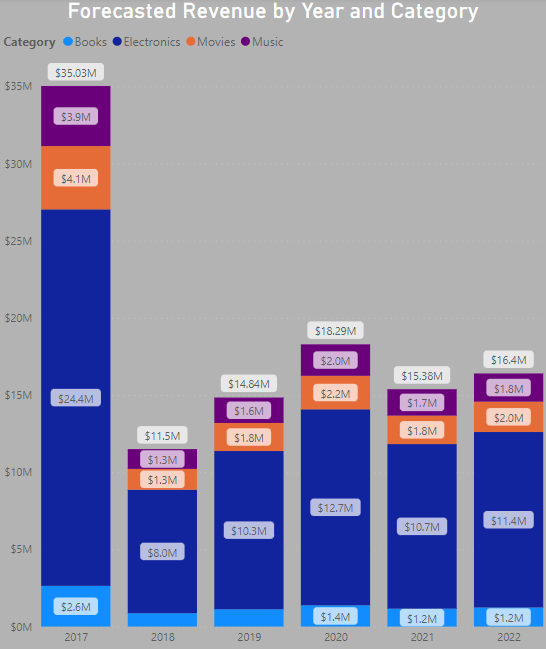 Forecasted Revenue by Year and Category
Category Books Electronics Movies Music
$35.03M
$35M
$3.9M
$4.1M
$30M
$25M
$20M
$18.29M
$2.0M
$16.4M
$15.38M
$14.84M
$15M
$1.8M
$1.7M
$1.6M
$2.2M
$2.0M
$1.8M
$1.8M
$24.4M
$11.5M
$1.3M
$1.3M
$10M
$12.7M
$11.4M
$10.7M
$10.3M
$8.0M
$5M
$2.6M
$1.4M
$1.2M
$1.2M
$0M
2017 2018 2019 2020 2021 2022